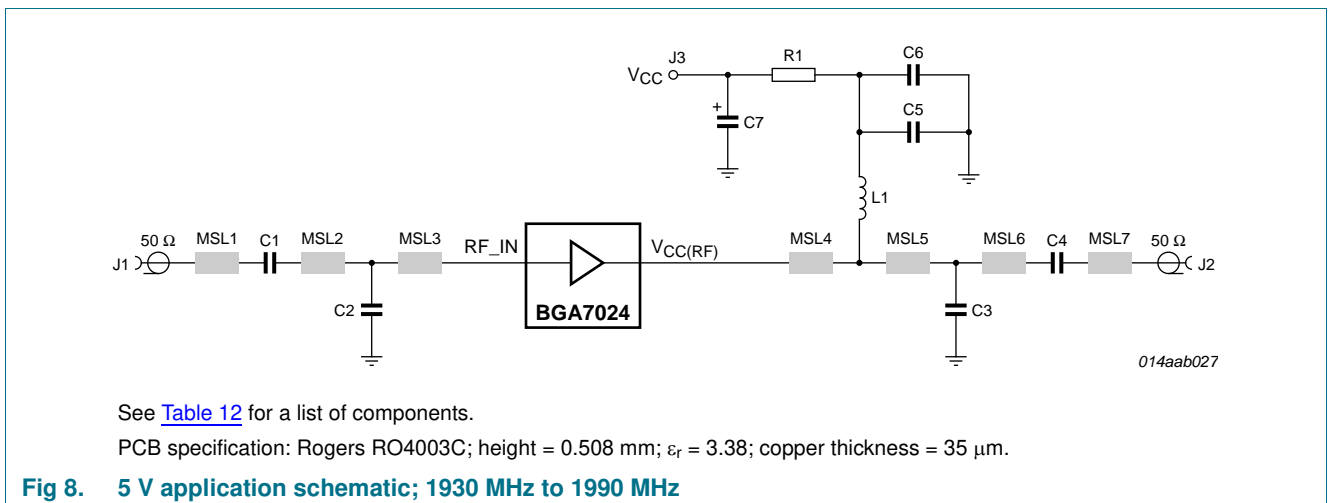 J3
R1
C6
VCC
+
C7
C5
L1
50 Ω
MSL1
C1
MSL2
MSL3
RF_IN
VCC(RF)
MSL4
MSL5
MSL6
C4
MSL7
50 Ω
J1
J2
C2
BGA7024
C3
014aab027
See Table 12 for a list of components.
PCB specification: Rogers RO4003C; height = 0.508 mm; εr = 3.38; copper thickness = 35 μm.
Fig 8. 5 V application schematic; 1930 MHz to 1990 MHz